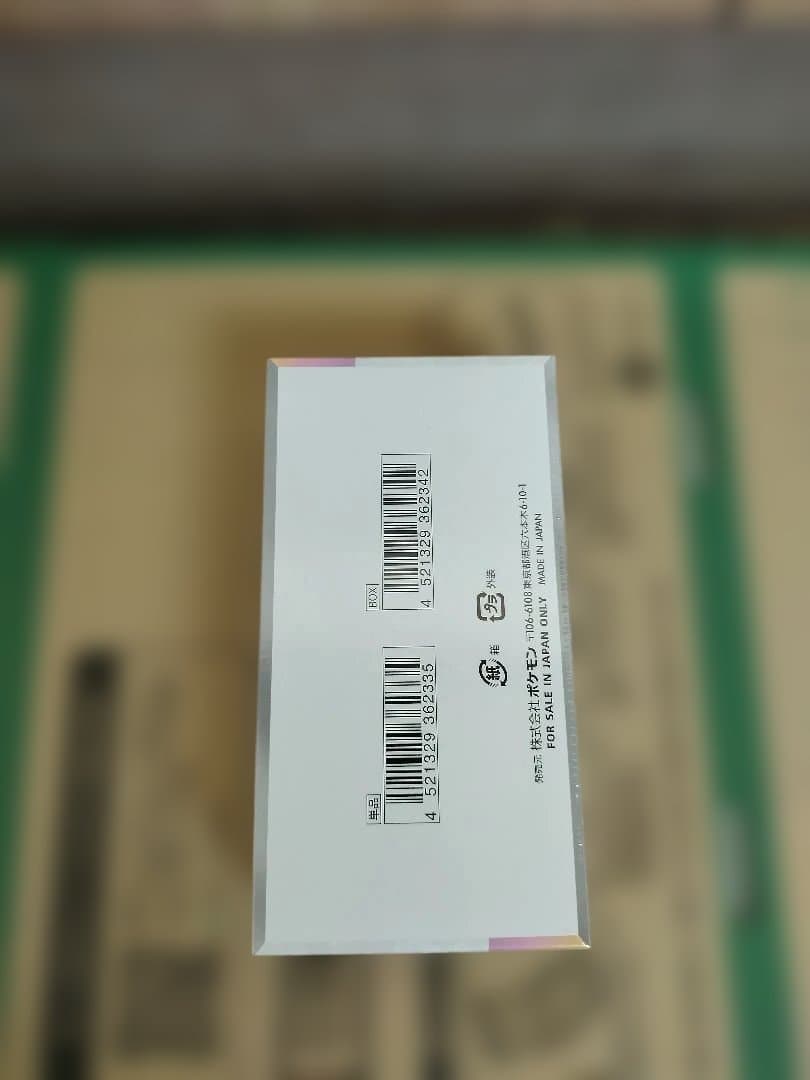 単品
4 521329 362335
BOX
4 521329 362342
紙 箱
プラ 外装
発売元 株式会社ポケモン 〒106-6108 東京都港区六本木6-10-1
FOR SALE IN JAPAN ONLY MADE IN JAPAN